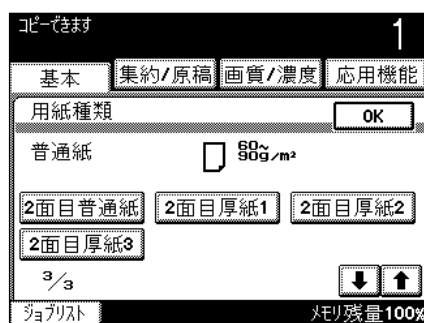 コピーできます 1
基本 集約/原稿 画質/濃度 応用機能
用紙種類 OK
普通紙 60~90g/m²
2面目普通紙 2面目厚紙1 2面目厚紙2
2面目厚紙3
3/3
ジョブリスト メモリ残量100%